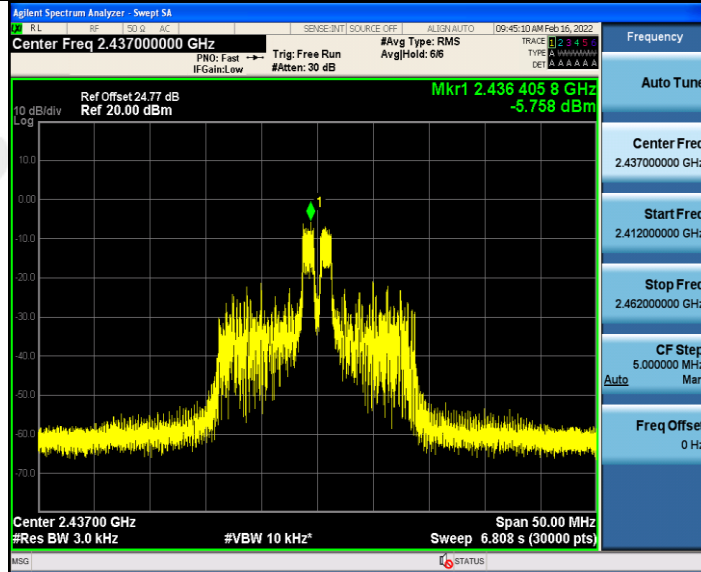 Agilent Spectrum Analyzer - Swept SA
RL RF 50 Ω AC SENSE:INT SOURCE OFF ALIGN AUTO 09:45:10 AM Feb 16, 2022
Center Freq 2.437000000 GHz
PNO: Fast
IFGain:Low
Trig: Free Run
#Atten: 30 dB
#Avg Type: RMS
Avg|Hold: 6/6
TRACE 1 2 3 4 5 6
TYPE A WWWWW
DET A A A A A A
Mkr1 2.436 405 8 GHz
-5.758 dBm
Ref Offset 24.77 dB
10 dB/div Ref 20.00 dBm
Log
10.0
0.00
-10.0
-20.0
-30.0
-40.0
-50.0
-60.0
-70.0
1
Center 2.43700 GHz Span 50.00 MHz
#Res BW 3.0 kHz #VBW 10 kHz* Sweep 6.808 s (30000 pts)
MSG STATUS
Frequency
Auto Tune
Center Freq
2.437000000 GHz
Start Freq
2.412000000 GHz
Stop Freq
2.462000000 GHz
CF Step
5.000000 MHz
Auto Man
Freq Offset
0 Hz